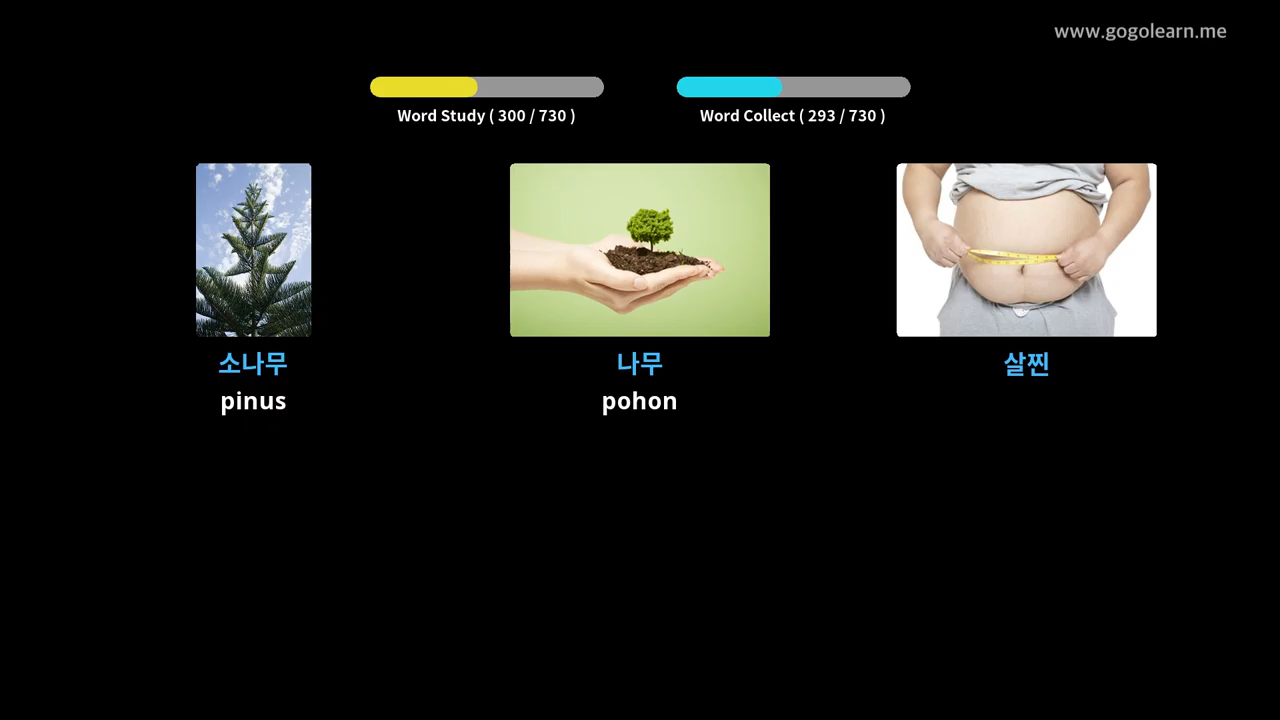 www.gogolearn.me
Word Study ( 300 / 730 )
Word Collect ( 293 / 730 )
소나무
pinus
나무
pohon
살찐